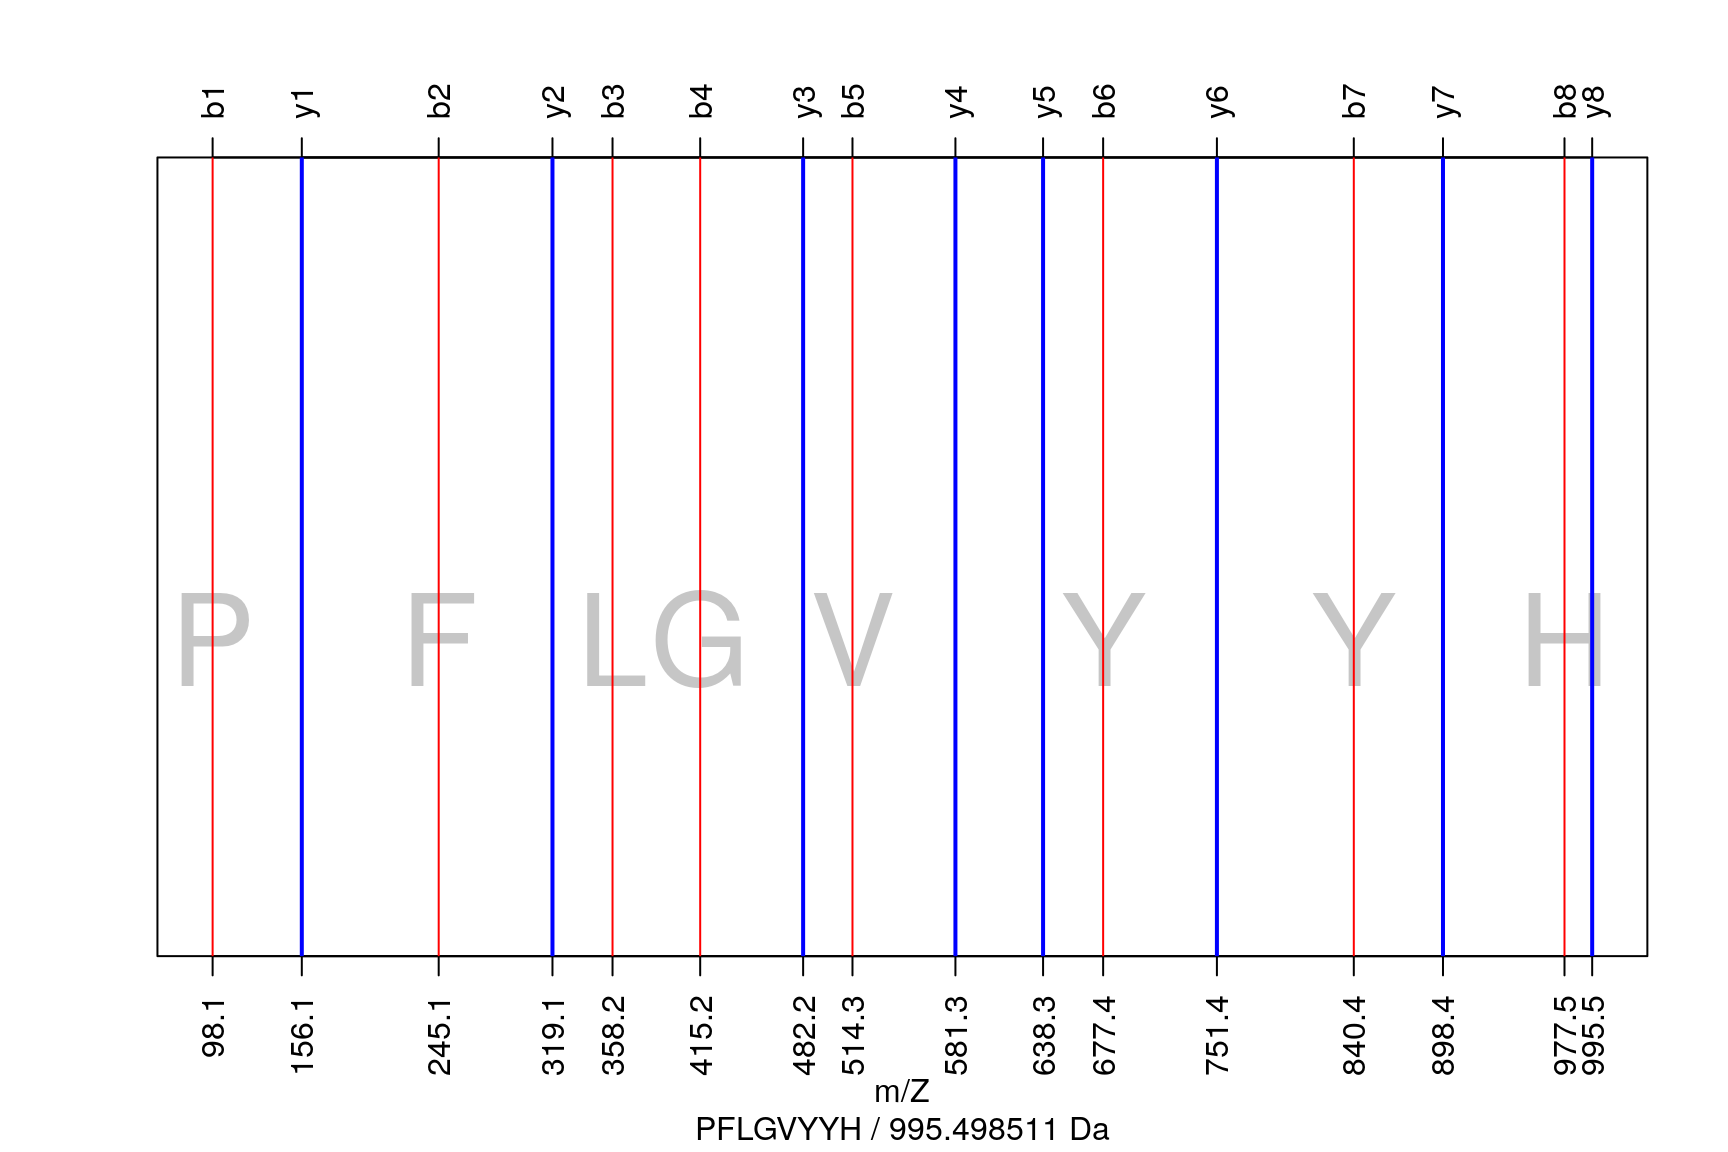 b1 y1 b2 y2 b3 b4 y3 b5 y4 y5 b6 y6 b7 y7 b8 y8
P F L G V Y Y H
98.1 156.1 245.1 319.1 358.2 415.2 482.2 514.3 581.3 638.3 677.4 751.4 840.4 898.4 977.5 995.5
m/Z
PFLGVYYH / 995.498511 Da